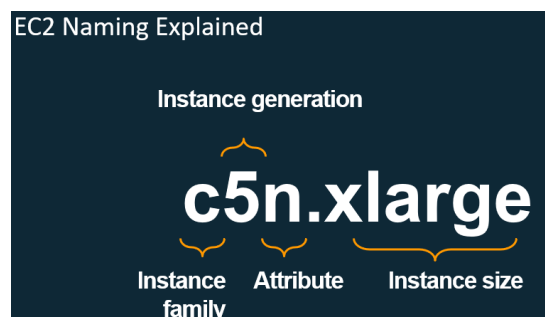 EC2 Naming Explained
Instance generation
c5n.xlarge
Instance family
Attribute
Instance size